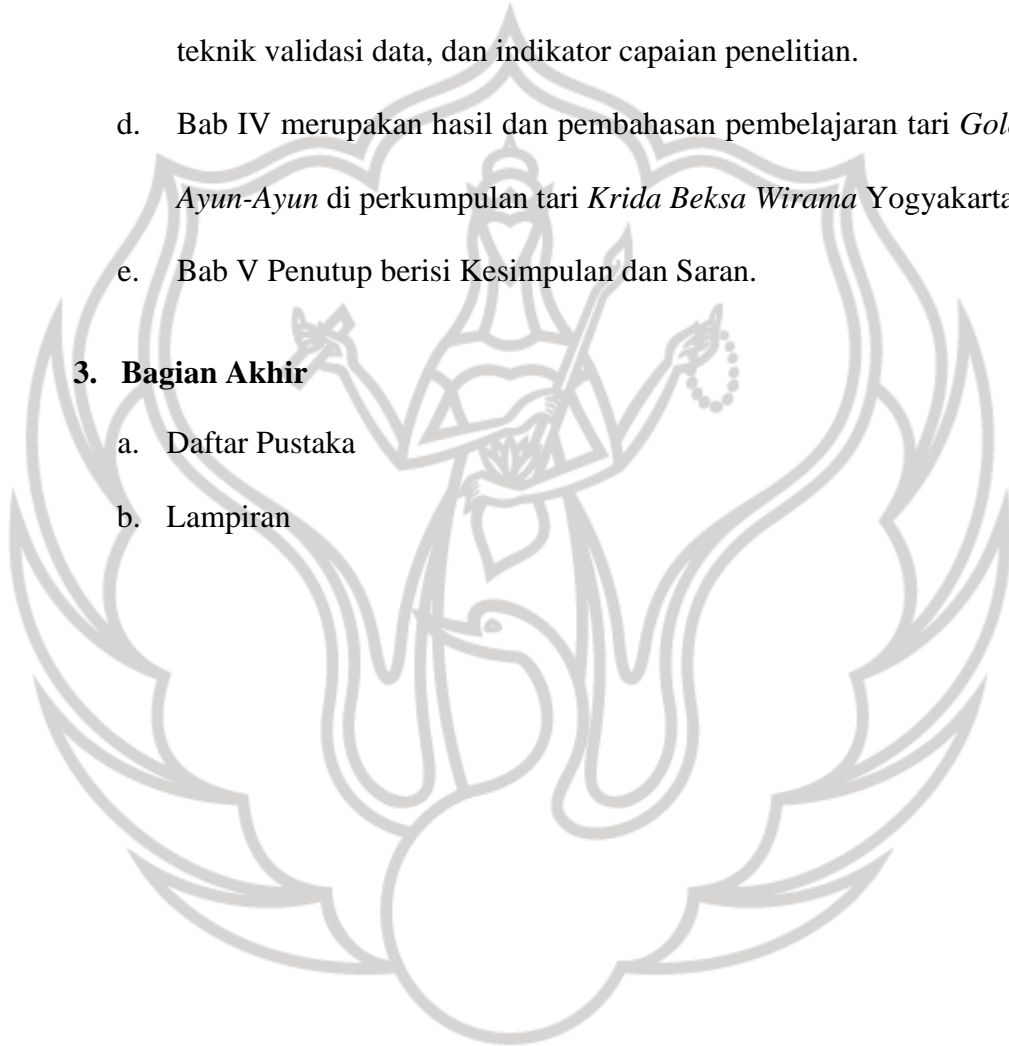 teknik validasi data, dan indikator capaian penelitian.
d. Bab IV merupakan hasil dan pembahasan pembelajaran tari
Ayun-Ayun di perkumpulan tari Krida Beksa Wirama Yogyakarta
e. Bab V Penutup berisi Kesimpulan dan Saran.
3. Bagian Akhir
a. Daftar Pustaka
b. Lampiran